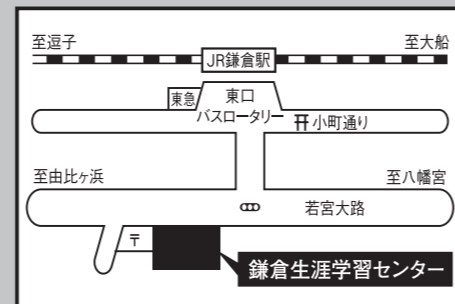 至逗子
至大船
JR鎌倉駅
東急
東口
バスロータリー
小町通り
至由比ヶ浜
至八幡宮
若宮大路
〒
鎌倉生涯学習センター